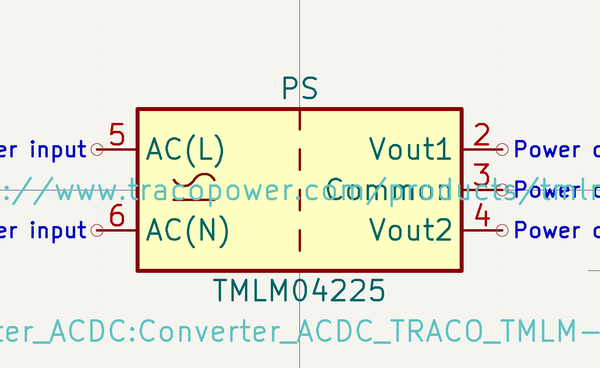 PS
5 AC(L) Vout1 2
er input Power
3
://www.tracopower.com/products/tmlm
Common Power
er input 6 AC(N) Vout2 4 Power
TMLM04225
ter_ACDC:Converter_ACDC_TRACO_TMLM-